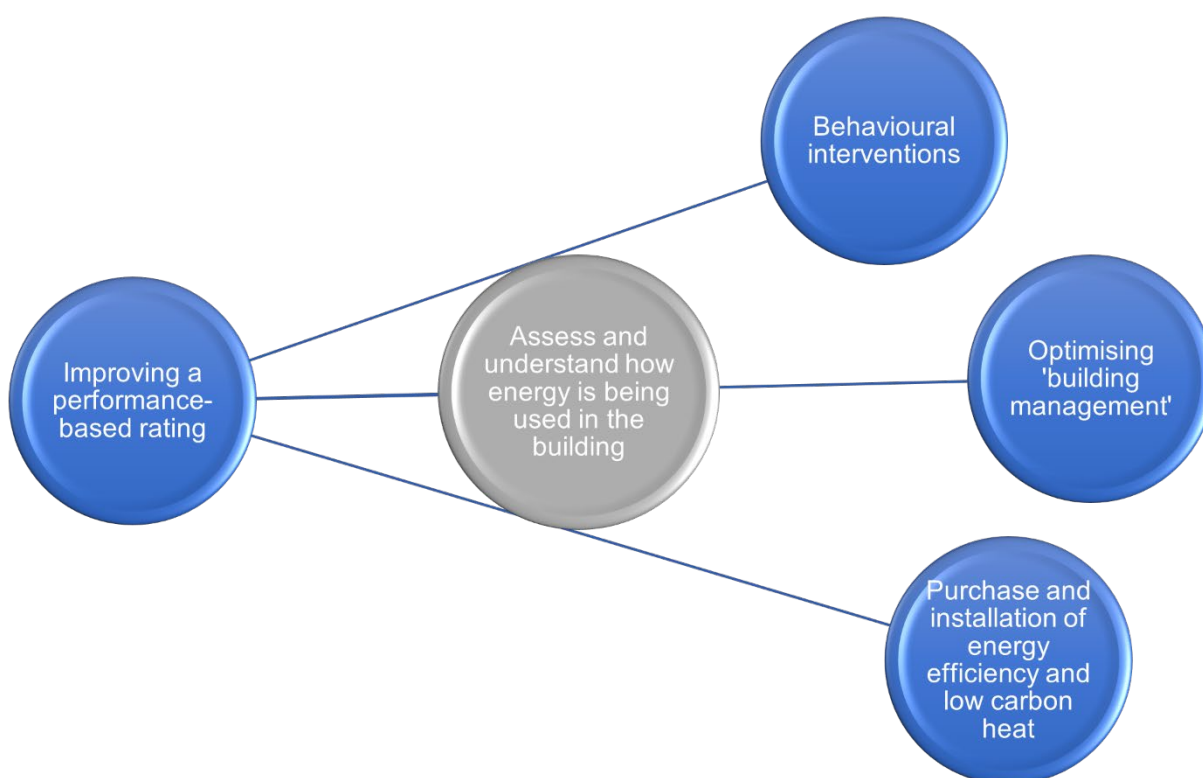 Behavioural
interventions
Improving a
performance-
based rating
Assess and
understand how
energy is being
used in the
building
Optimising
'building
management'
Purchase and
installation of
energy
efficiency and
low carbon
heat